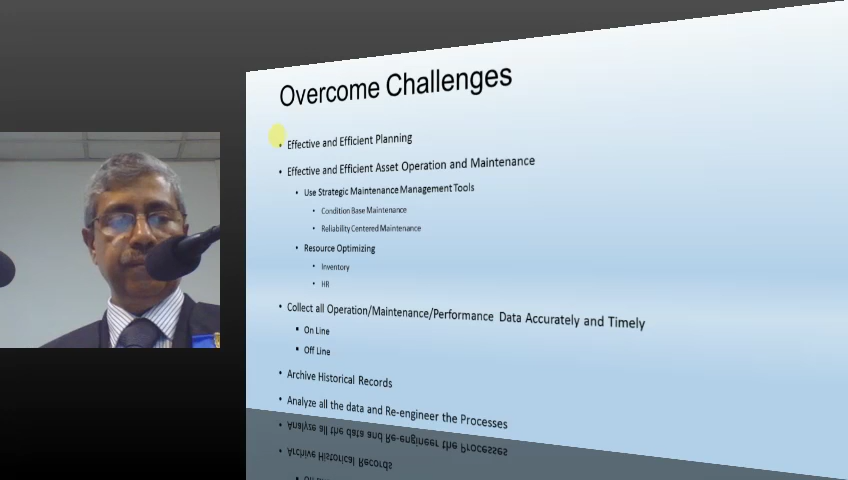 Overcome Challenges
• Effective and Efficient Planning
• Effective and Efficient Asset Operation and Maintenance
• Use Strategic Maintenance Management Tools
• Condition Base Maintenance
• Reliability Centered Maintenance
• Resource Optimizing
• Inventory
• HR
• Collect all Operation/Maintenance/Performance Data Accurately and Timely
• On Line
• Off Line
• Archive Historical Records
• Analyze all the data and Re-engineer the Processes